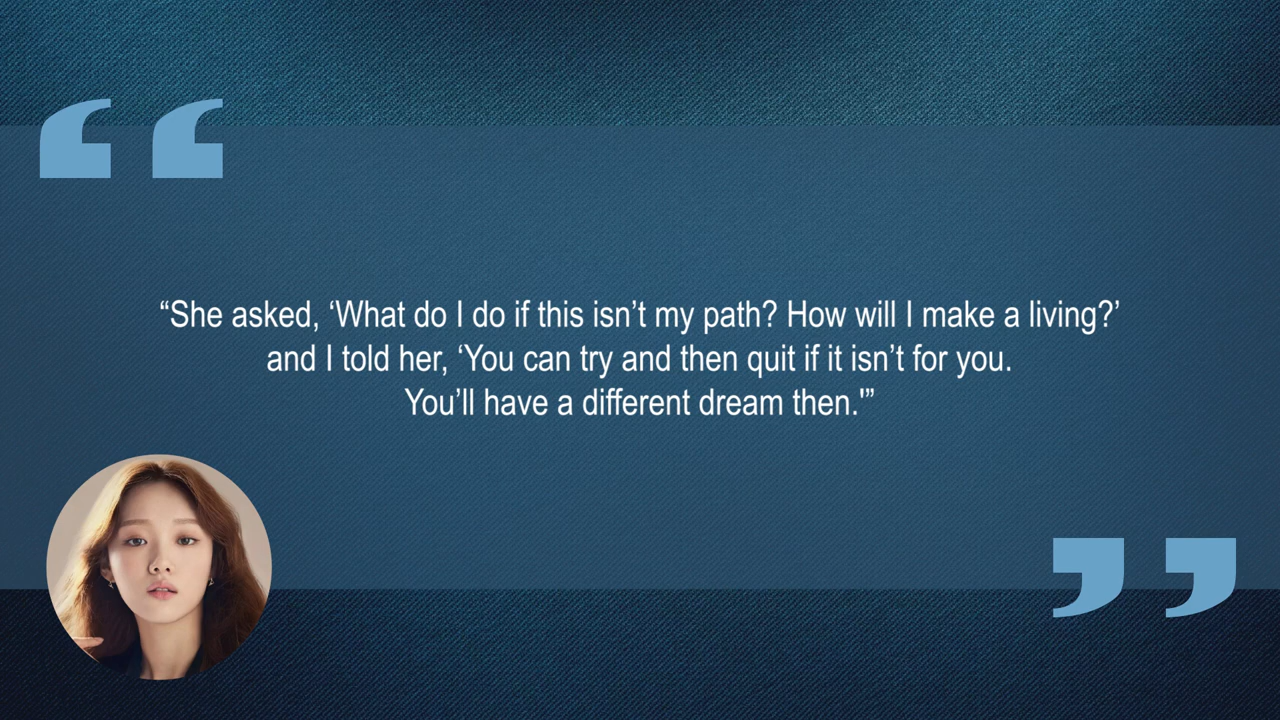 “She asked, ‘What do I do if this isn’t my path? How will I make a living?’
and I told her, ‘You can try and then quit if it isn’t for you.
You’ll have a different dream then.'”